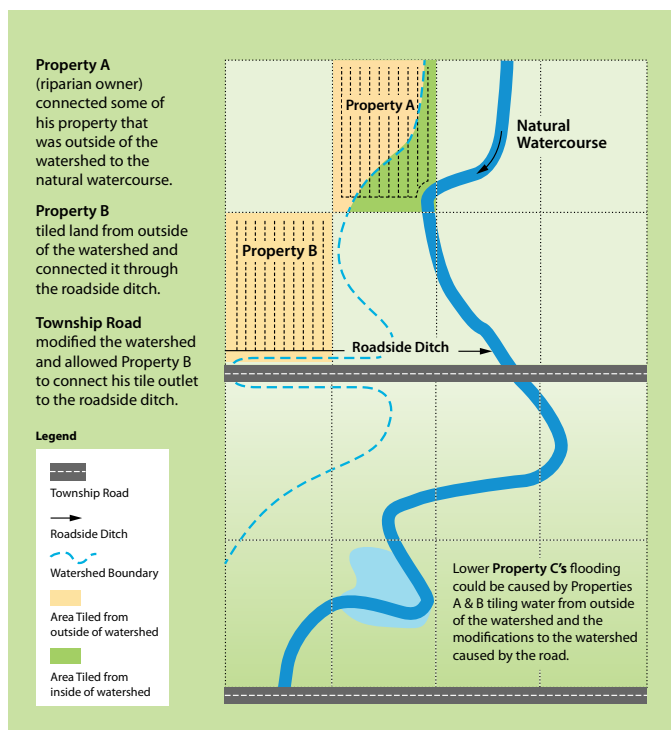 Property A
(riparian owner)
connected some of
his property that
was outside of the
watershed to the
natural watercourse.
Property B
tiled land from outside
of the watershed and
connected it through
the roadside ditch.
Township Road
modified the watershed
and allowed Property B
to connect his tile outlet
to the roadside ditch.
Legend
Township Road
Roadside Ditch
Watershed Boundary
Area Tiled from
outside of watershed
Area Tiled from
inside of watershed
Property A
Natural
Watercourse
Property B
Roadside Ditch
Lower Property C's flooding
could be caused by Properties
A & B tiling water from outside
of the watershed and the
modifications to the watershed
caused by the road.